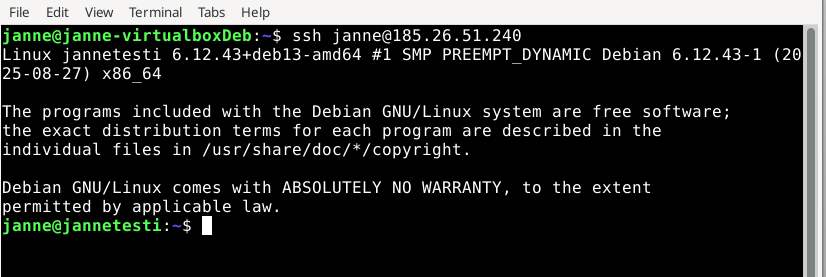 File Edit View Terminal Tabs Help
janne@janne-virtualboxDeb:~$ ssh janne@185.26.51.240
Linux jannetesti 6.12.43+deb13-amd64 #1 SMP PREEMPT_DYNAMIC Debian 6.12.43-1 (20
25-08-27) x86_64
The programs included with the Debian GNU/Linux system are free software;
the exact distribution terms for each program are described in the
individual files in /usr/share/doc/*/copyright.
Debian GNU/Linux comes with ABSOLUTELY NO WARRANTY, to the extent
permitted by applicable law.
janne@jannetesti:~$